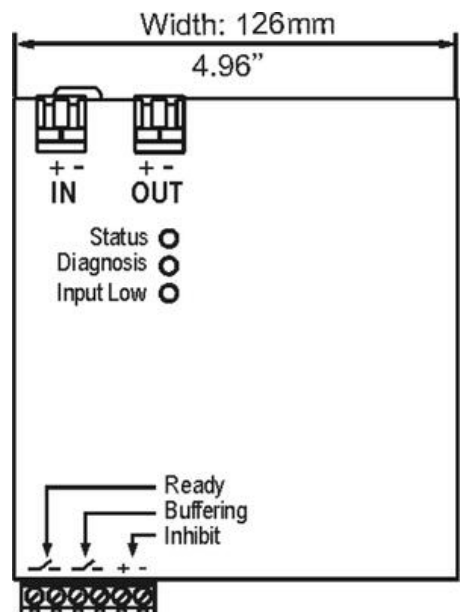 Width: 126mm
4.96”
+ - + -
IN OUT
Status
Diagnosis
Input Low
Ready
Buffering
Inhibit
+ -